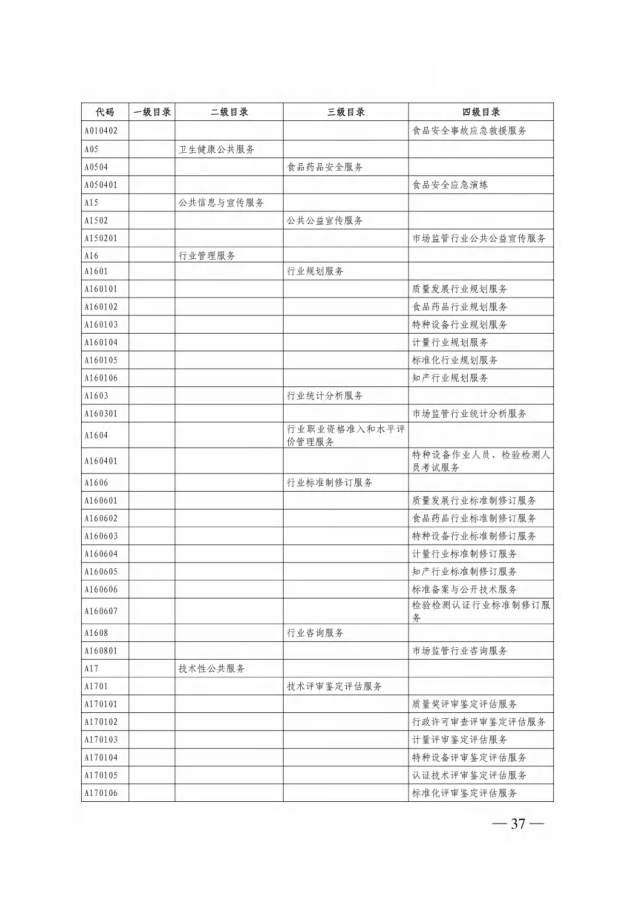 代码 一级目录 二级目录 三级目录 四级目录
A010402 食品安全事故应急救援服务
A05 卫生健康公共服务
A0504 食品药品安全服务
A050401 食品安全应急演练
A15 公共信息与宣传服务
A1502 公共公益宣传服务
A150201 市场监管行业公共公益宣传服务
A16 行业管理服务
A1601 行业规划服务
A160101 质量发展行业规划服务
A160102 食品药品行业规划服务
A160103 特种设备行业规划服务
A160104 计量行业规划服务
A160105 标准化行业规划服务
A160106 知产行业规划服务
A1603 行业统计分析服务
A160301 市场监管行业统计分析服务
A1604 行业职业资格准入和水平评
价管理服务
A160401 特种设备作业人员、检验检测人
员考试服务
A1606 行业标准制修订服务
A160601 质量发展行业标准制修订服务
A160602 食品药品行业标准制修订服务
A160603 特种设备行业标准制修订服务
A160604 计量行业标准制修订服务
A160605 知产行业标准制修订服务
A160606 标准备案与公开技术服务
A160607 检验检测认证行业标准制修订服
务
A1608 行业咨询服务
A160801 市场监管行业咨询服务
A17 技术性公共服务
A1701 技术评审鉴定评估服务
A170101 质量奖评审鉴定评估服务
A170102 行政许可审查评审鉴定评估服务
A170103 计量评审鉴定评估服务
A170104 特种设备评审鉴定评估服务
A170105 认证技术评审鉴定评估服务
A170106 标准化评审鉴定评估服务
— 37 —